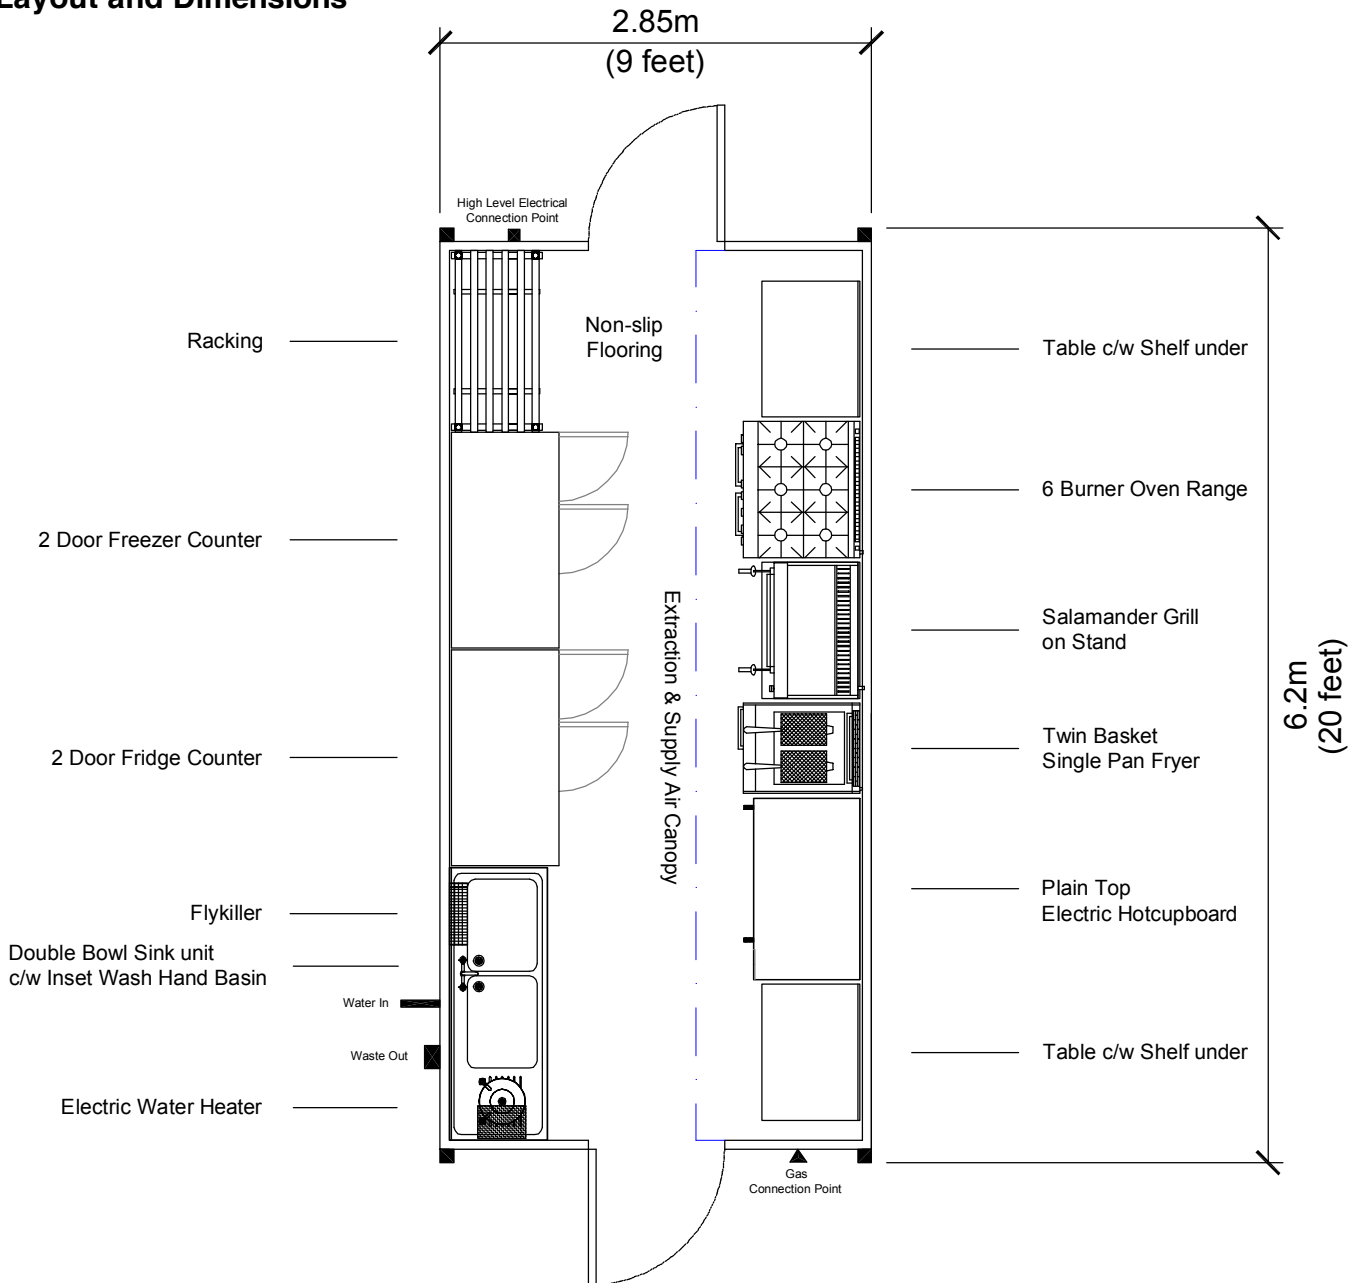 Layout and Dimensions
2.85m
(9 feet)
High Level Electrical
Connection Point
Non-slip
Flooring
Racking
Table c/w Shelf under
6 Burner Oven Range
2 Door Freezer Counter
Salamander Grill
on Stand
Extraction & Supply Air Canopy
6.2m
(20 feet)
2 Door Fridge Counter
Twin Basket
Single Pan Fryer
Plain Top
Electric Hotcupboard
Flykiller
Double Bowl Sink unit
c/w Inset Wash Hand Basin
Water In
Waste Out
Table c/w Shelf under
Electric Water Heater
Gas
Connection Point